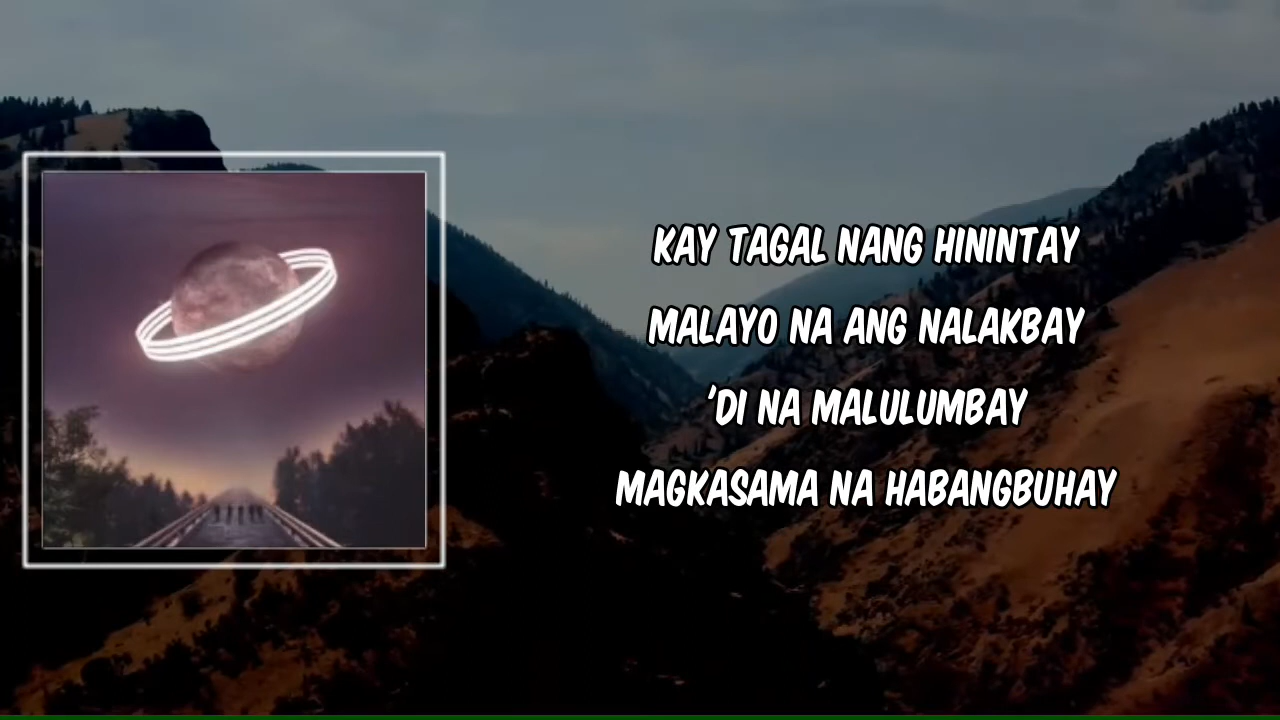 KAY TAGAL NANG HININTAY
MALAYO NA ANG NALAKBAY
'DI NA MALULUMBAY
MAGKASAMA NA HABANGBUHAY